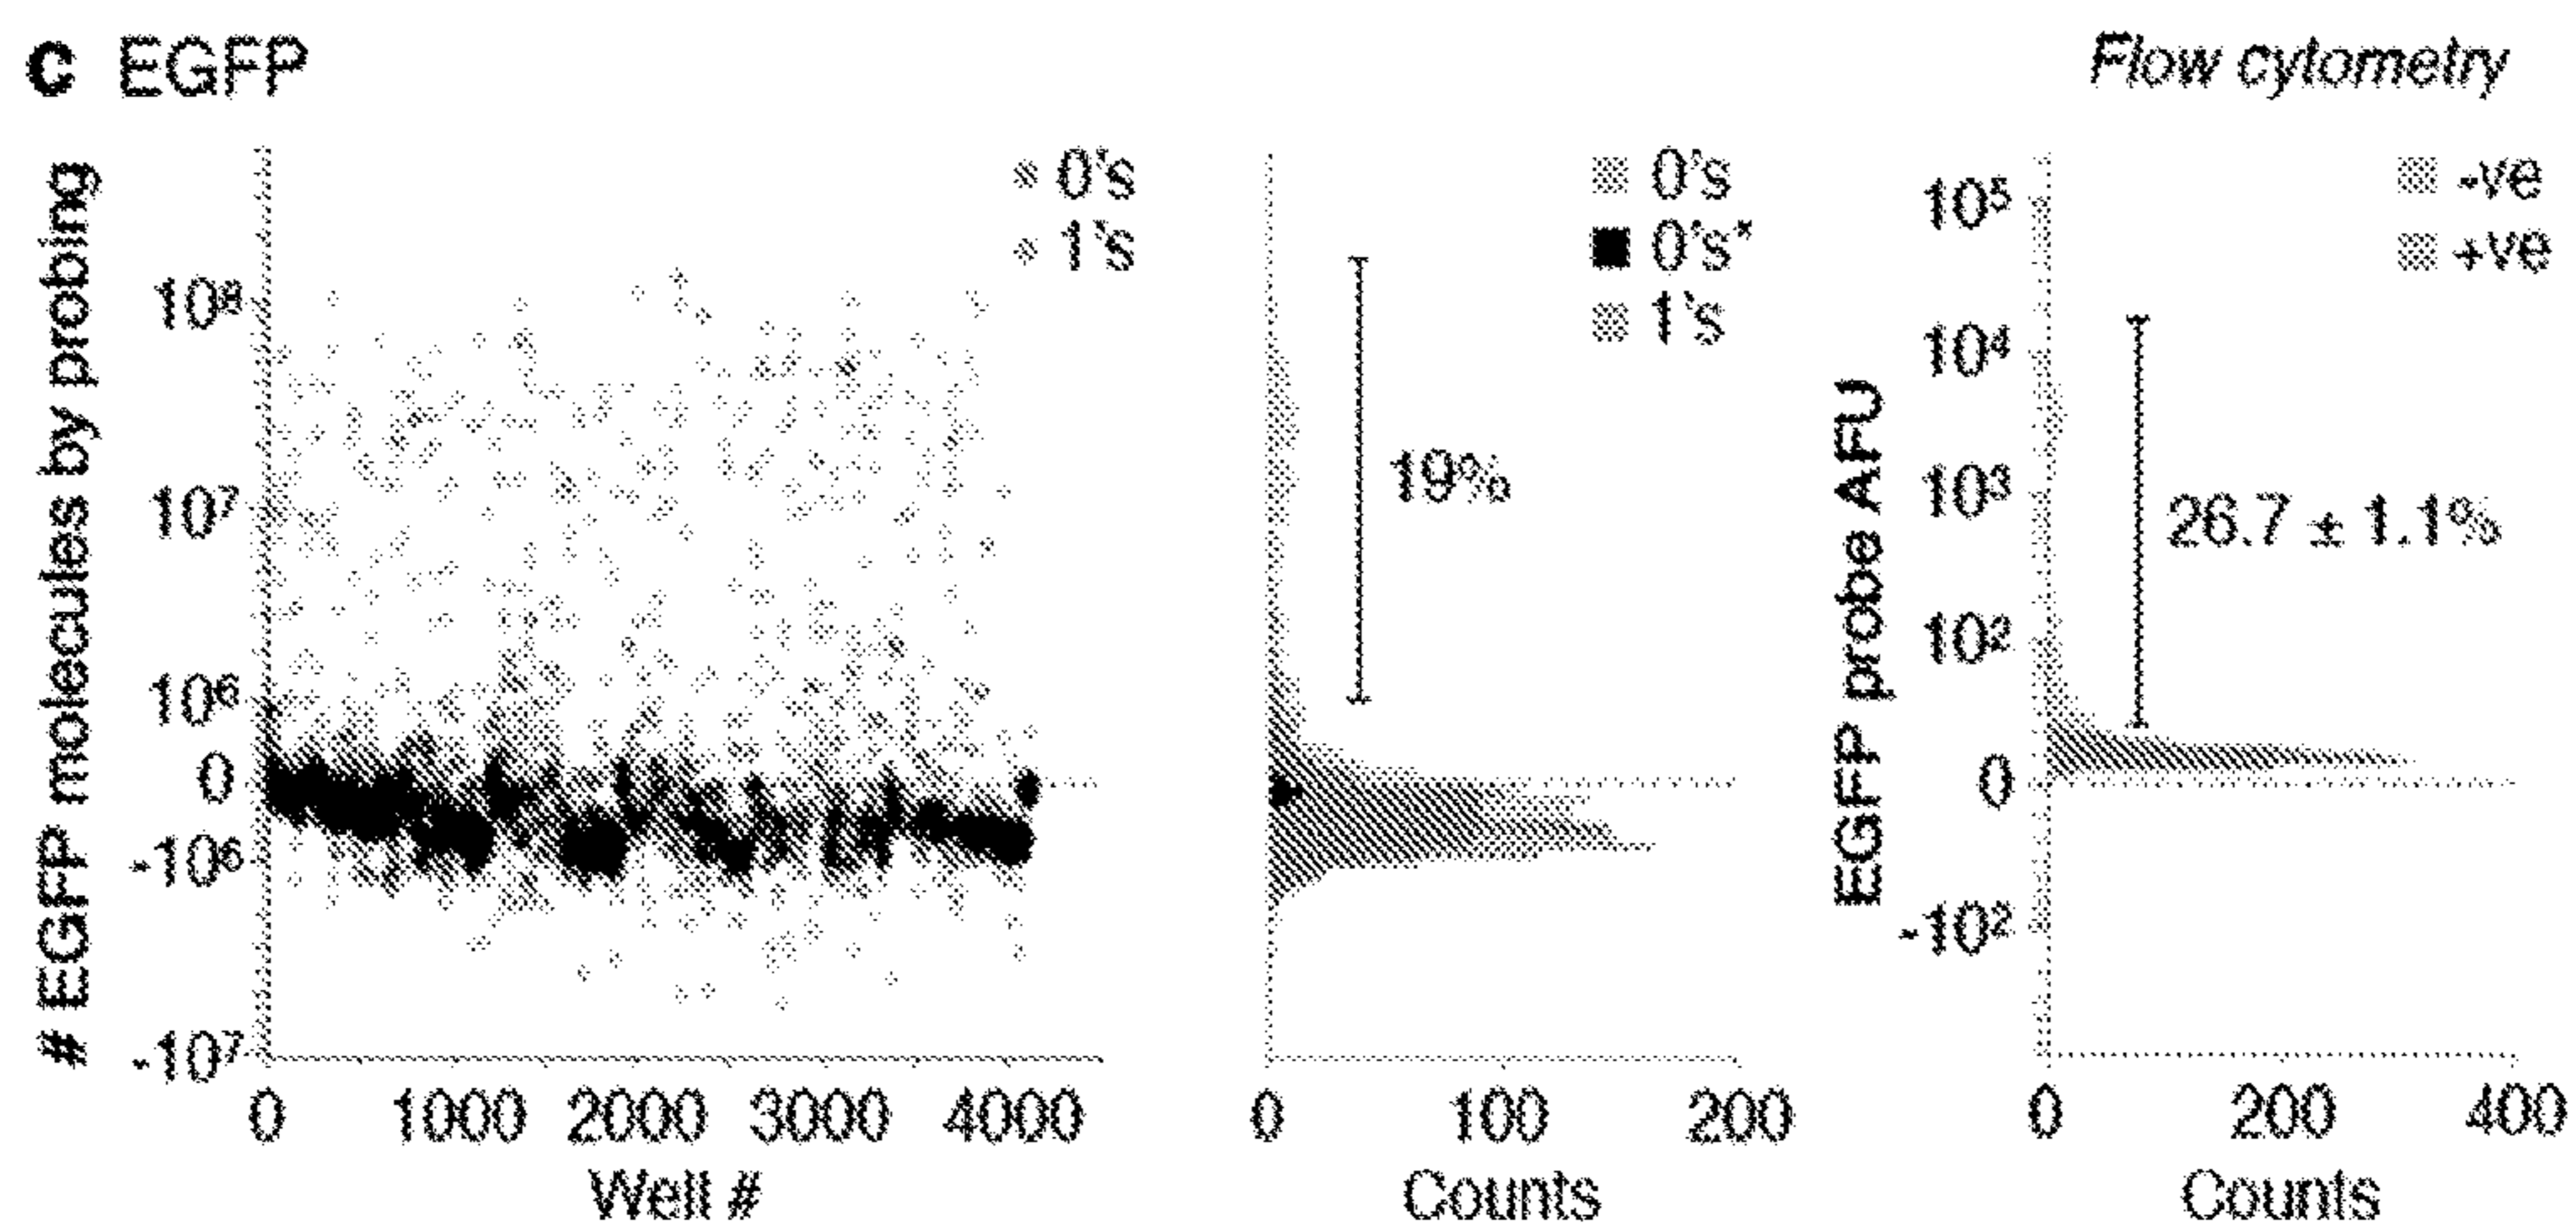 c EGFP
Flow cytometry
# EGFP molecules by probing
10⁸
10⁷
10⁶
0
-10⁶
-10⁷
0's
1's
0 1000 2000 3000 4000
Well #
0's
0's*
1's
19%
0 100 200
Counts
EGFP probe AFU
10⁵
10⁴
10³
10²
0
-10²
-ve
+ve
26.7 ± 1.1%
0 200 400
Counts